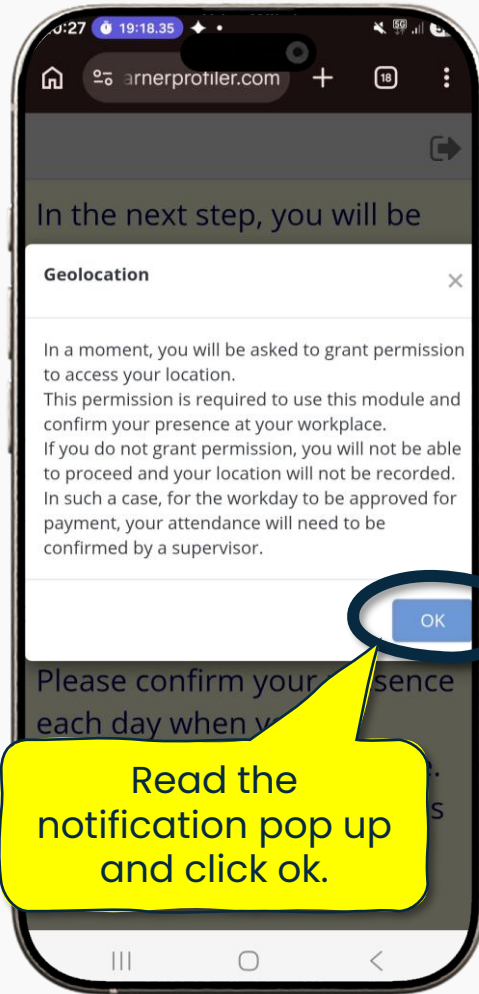 :27 19:18.35
arnerprofiler.com 18
In the next step, you will be
Geolocation
In a moment, you will be asked to grant permission
to access your location.
This permission is required to use this module and
confirm your presence at your workplace.
If you do not grant permission, you will not be able
to proceed and your location will not be recorded.
In such a case, for the workday to be approved for
payment, your attendance will need to be
confirmed by a supervisor.
OK
Please confirm your sence
each day when
Read the
notification pop up
and click ok.